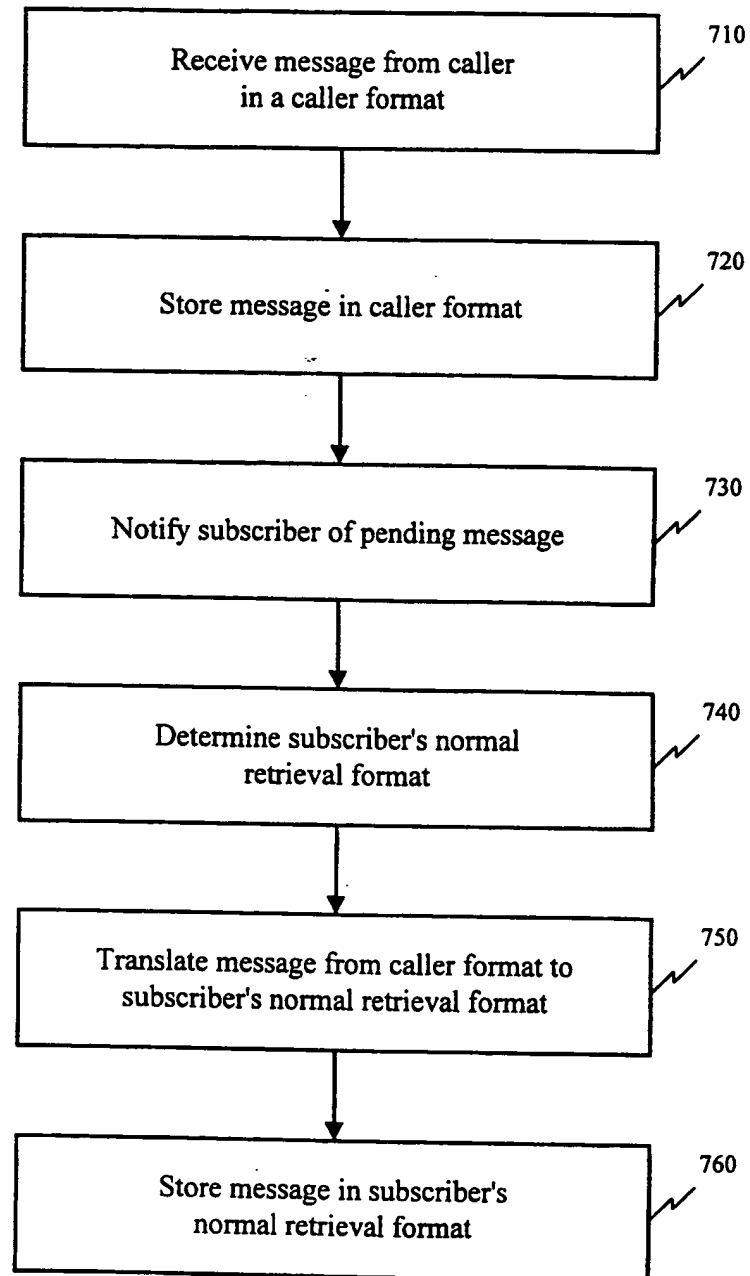 710
Receive message from caller
in a caller format
720
Store message in caller format
730
Notify subscriber of pending message
740
Determine subscriber's normal
retrieval format
750
Translate message from caller format to
subscriber's normal retrieval format
760
Store message in subscriber's
normal retrieval format